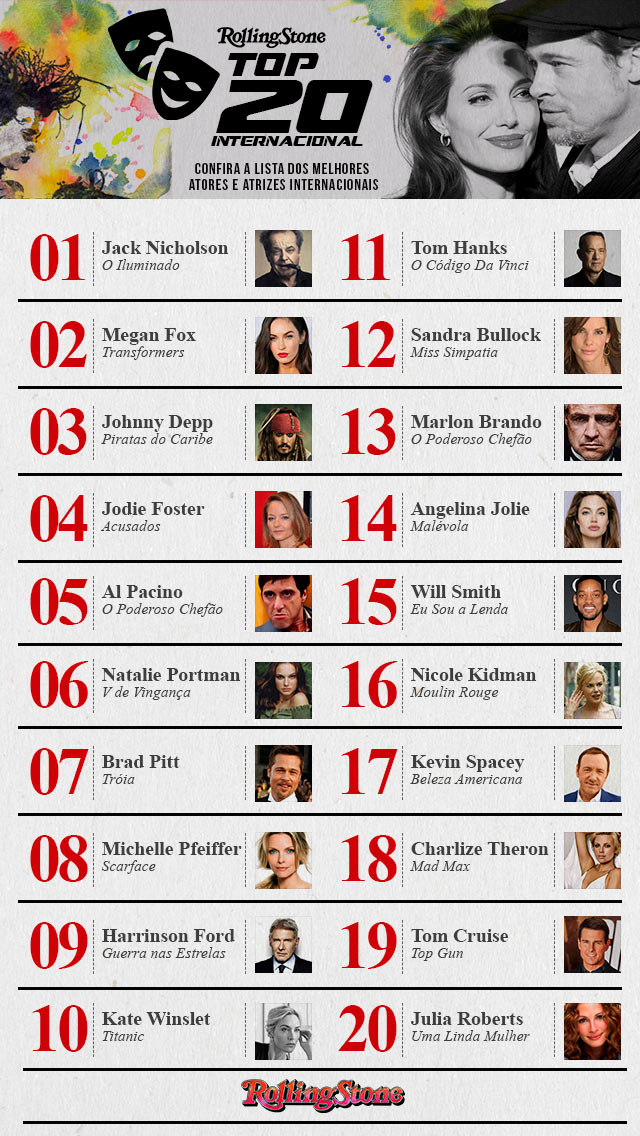 RollingStone
TOP
20
INTERNACIONAL
CONFIRA A LISTA DOS MELHORES
ATORES E ATRIZES INTERNACIONAIS
01
Jack Nicholson
O Iluminado
02
Megan Fox
Transformers
03
Johnny Depp
Piratas do Caribe
04
Jodie Foster
Acusados
05
Al Pacino
O Poderoso Chefão
06
Natalie Portman
V de Vingança
07
Brad Pitt
Tróia
08
Michelle Pfeiffer
Scarface
09
Harrinson Ford
Guerra nas Estrelas
10
Kate Winslet
Titanic
11
Tom Hanks
O Código Da Vinci
12
Sandra Bullock
Miss Simpatia
13
Marlon Brando
O Poderoso Chefão
14
Angelina Jolie
Malévola
15
Will Smith
Eu Sou a Lenda
16
Nicole Kidman
Moulin Rouge
17
Kevin Spacey
Beleza Americana
18
Charlize Theron
Mad Max
19
Tom Cruise
Top Gun
20
Julia Roberts
Uma Linda Mulher
RollingStone